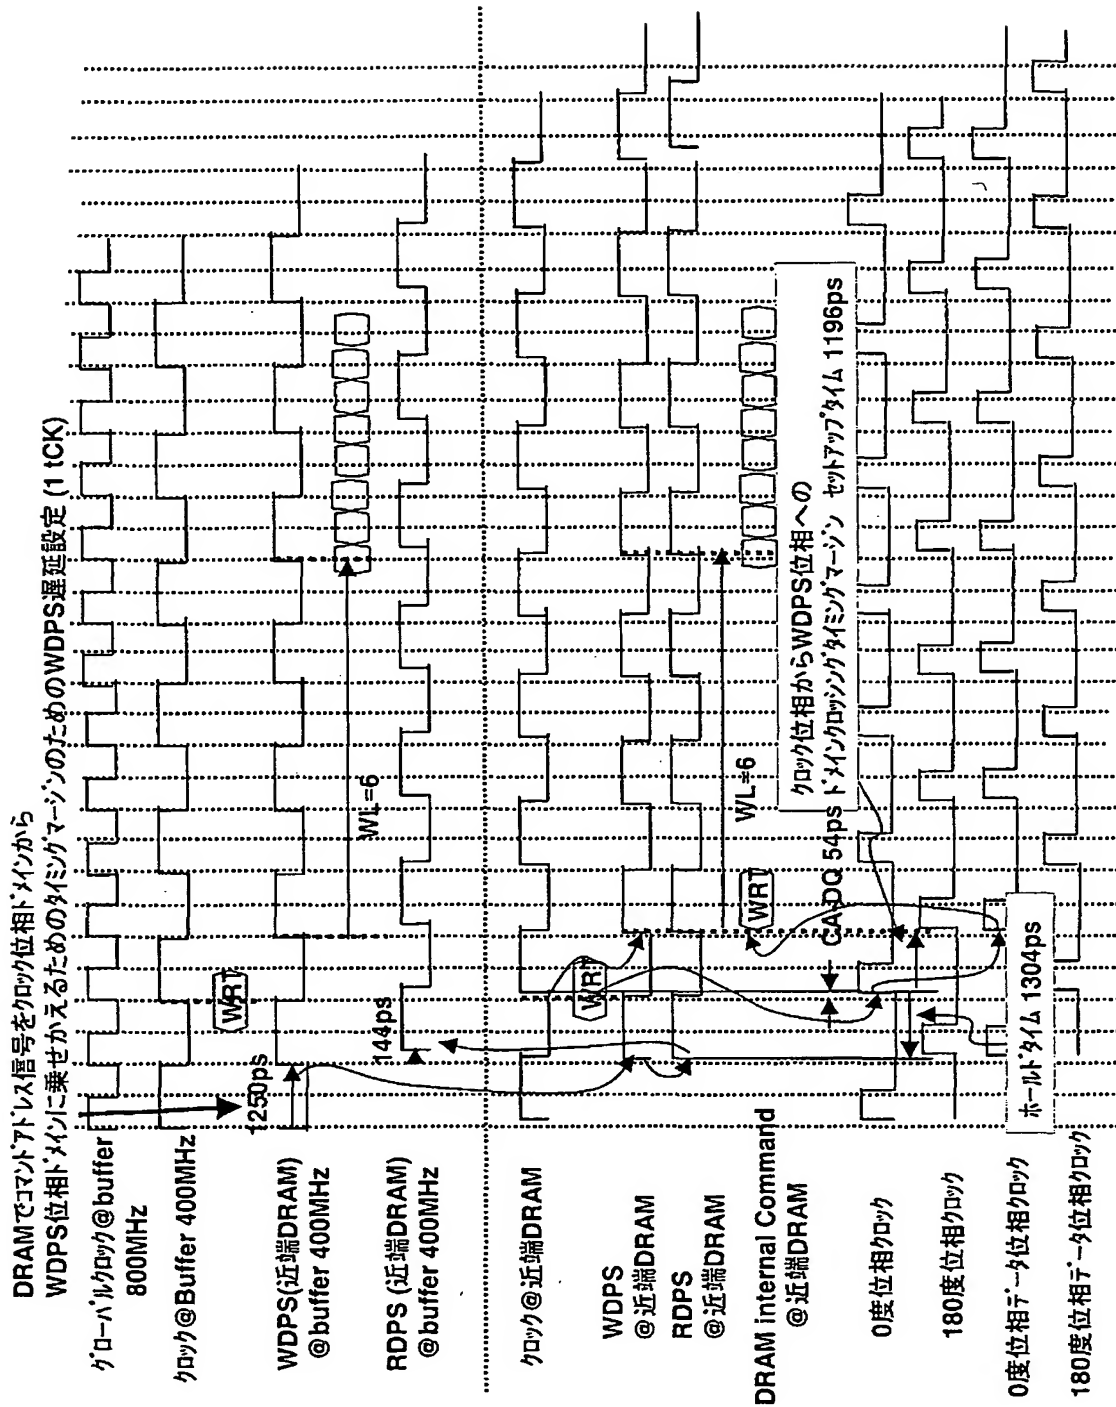 DRAMでコマンドアドレス信号をクロック位相ドメインから
WDPS位相ドメインに乗せかえるためのタイミングマージンのためのWDPS遅延設定 (1 tCK)
グローバルクロック@buffer
800MHz
クロック@Buffer 400MHz
WRT
1250ps
WDPS(近端DRAM)
@buffer 400MHz
WL=6
144ps
RDPS (近端DRAM)
@buffer 400MHz
クロック@近端DRAM
WRT
WDPS
@近端DRAM
RDPS
@近端DRAM
WL=6
WRT
DRAM internal Command
@近端DRAM
CA-DQ 54ps
クロック位相からWDPS位相への
ドメインクロッシングタイミングマージン セットアップタイム 1196ps
0度位相クロック
180度位相クロック
0度位相データ位相クロック
ホールドタイム 1304ps
180度位相データ位相クロック